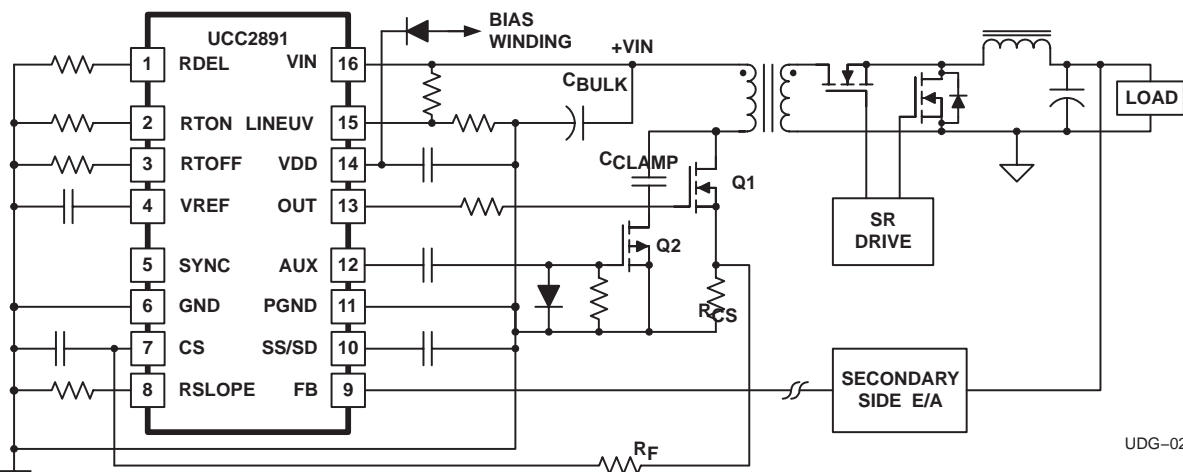 BIAS
WINDING
UCC2891
+VIN
1 RDEL VIN 16
CBULK
2 RTON LINEUV 15
3 RTOFF VDD 14
4 VREF OUT 13
5 SYNC AUX 12
6 GND PGND 11
7 CS SS/SD 10
8 RSLOPE FB 9
CCLAMP
Q1
Q2
RCS
RF
LOAD
SR
DRIVE
SECONDARY
SIDE E/A
UDG–02